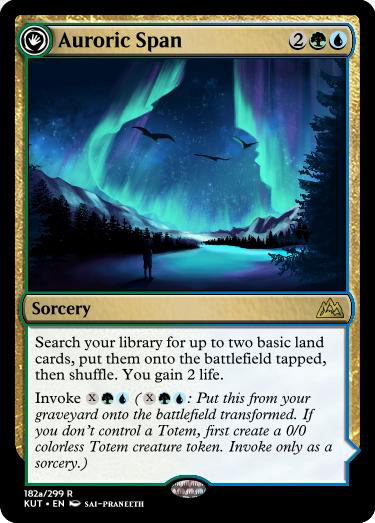 Auroric Span 2
Sorcery
Search your library for up to two basic land
cards, put them onto the battlefield tapped,
then shuffle. You gain 2 life.
Invoke X (X : Put this from your
graveyard onto the battlefield transformed. If
you don't control a Totem, first create a 0/0
colorless Totem creature token. Invoke only as
a sorcery.)
182a/299 R
KUT • EN SAI-PRANEETH